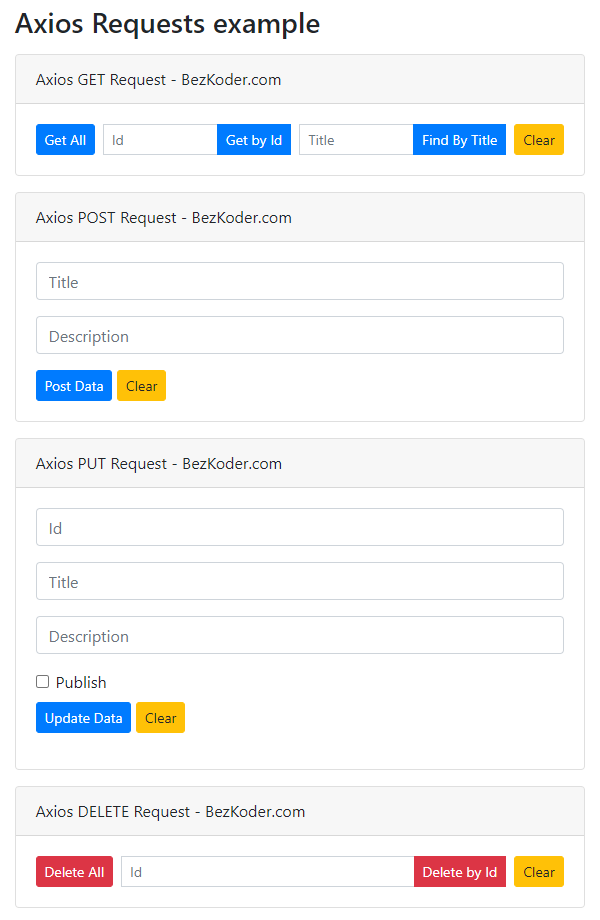 Axios Requests example
Axios GET Request - BezKoder.com
Get All Id Get by Id Title Find By Title Clear
Axios POST Request - BezKoder.com
Title
Description
Post Data Clear
Axios PUT Request - BezKoder.com
Id
Title
Description
Publish
Update Data Clear
Axios DELETE Request - BezKoder.com
Delete All Id Delete by Id Clear